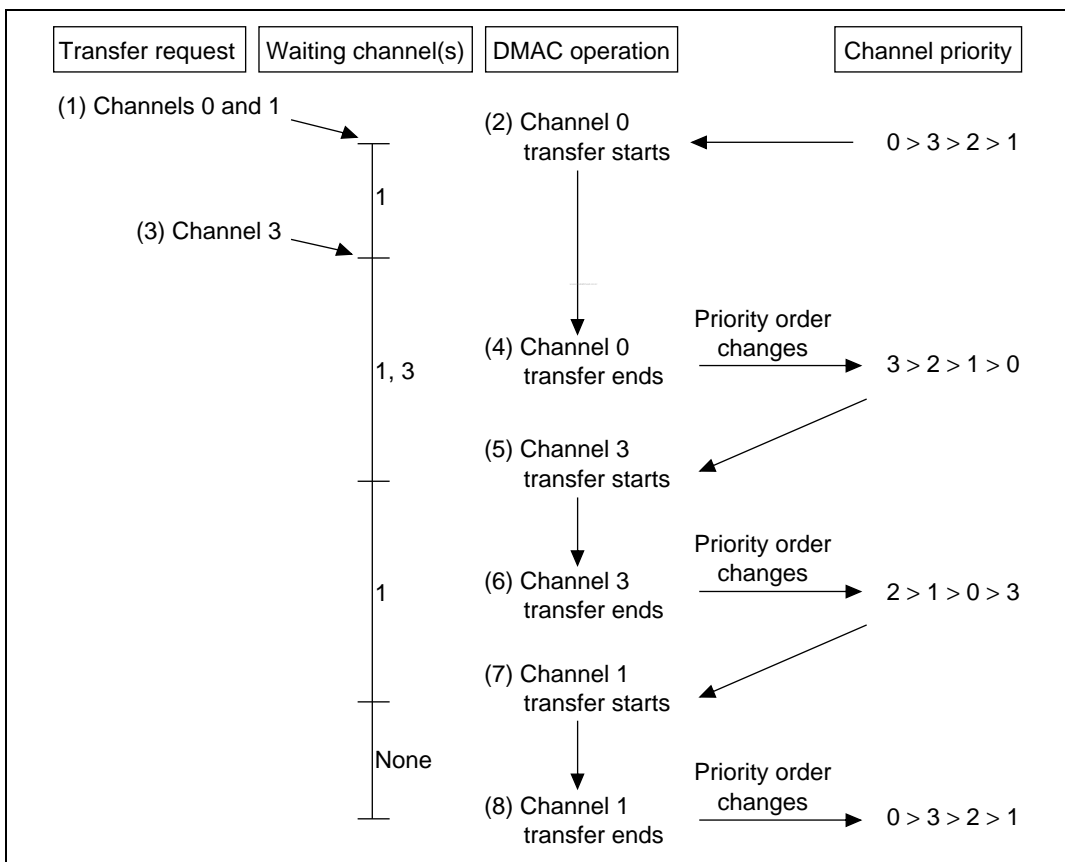 Transfer request
Waiting channel(s)
DMAC operation
Channel priority
(1) Channels 0 and 1
(2) Channel 0
transfer starts
0 > 3 > 2 > 1
1
(3) Channel 3
1, 3
(4) Channel 0
transfer ends
Priority order
changes
3 > 2 > 1 > 0
(5) Channel 3
transfer starts
1
(6) Channel 3
transfer ends
Priority order
changes
2 > 1 > 0 > 3
(7) Channel 1
transfer starts
None
(8) Channel 1
transfer ends
Priority order
changes
0 > 3 > 2 > 1